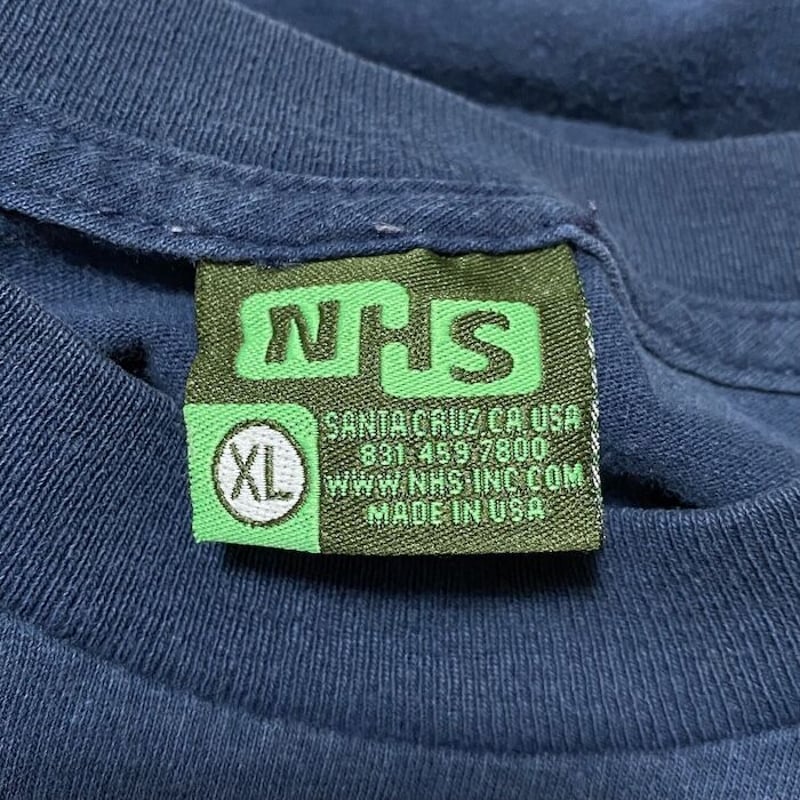 NHS
XL
SANTA CRUZ CA USA
831 459 7800
WWW.NHS INC.COM
MADE IN USA